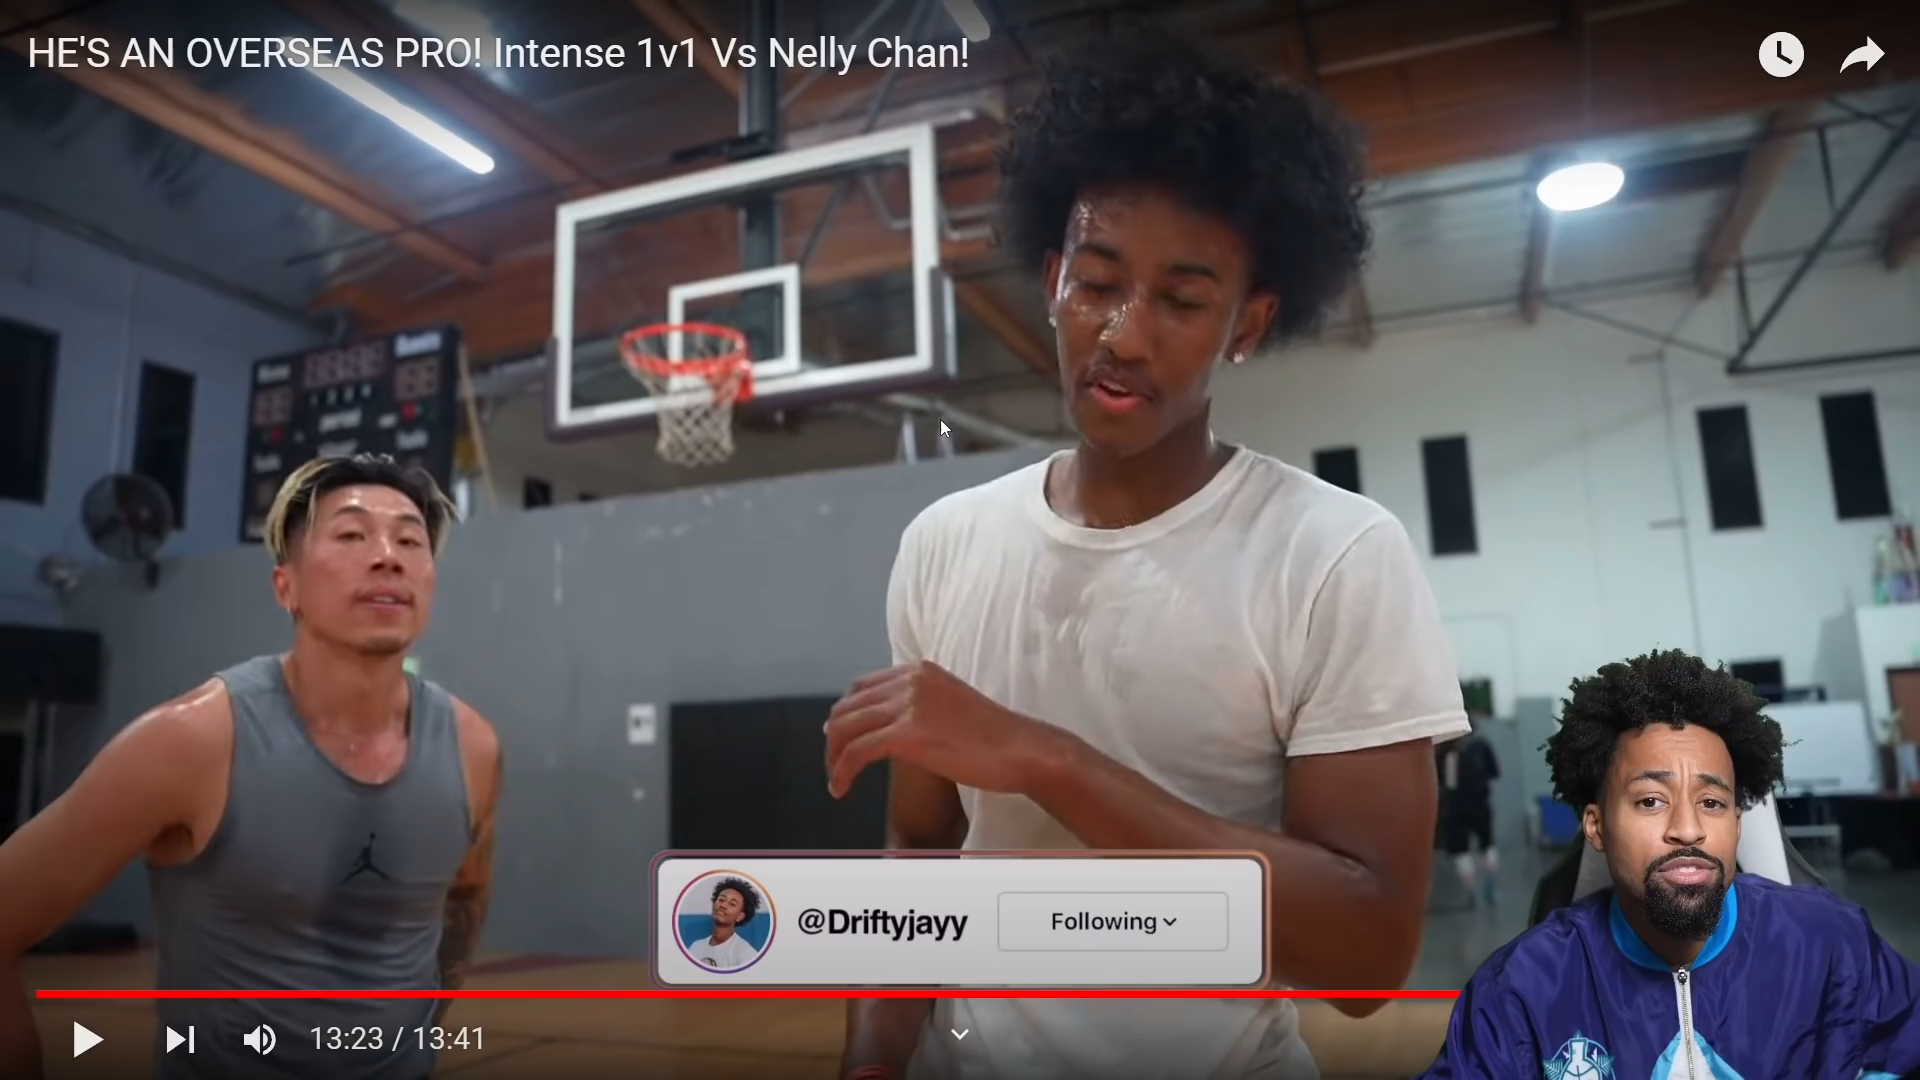 HE'S AN OVERSEAS PRO! Intense 1v1 Vs Nelly Chan!
@Driftyjayy
Following
13:23 / 13:41